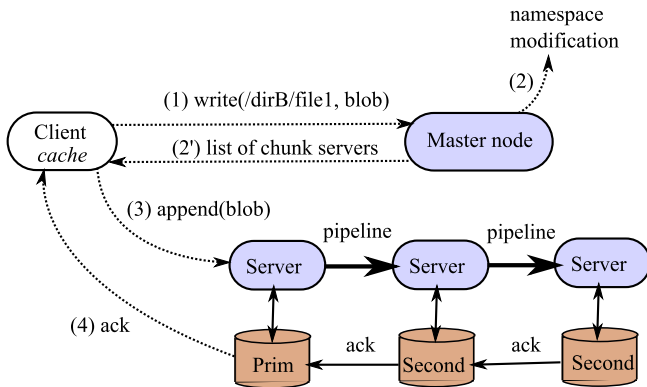 namespace
modification
(2)
(1) write(/dirB/file1, blob)
Client
cache
Master node
(2') list of chunk servers
(3) append(blob)
pipeline
pipeline
Server
Server
Server
(4) ack
ack
ack
Prim
Second
Second